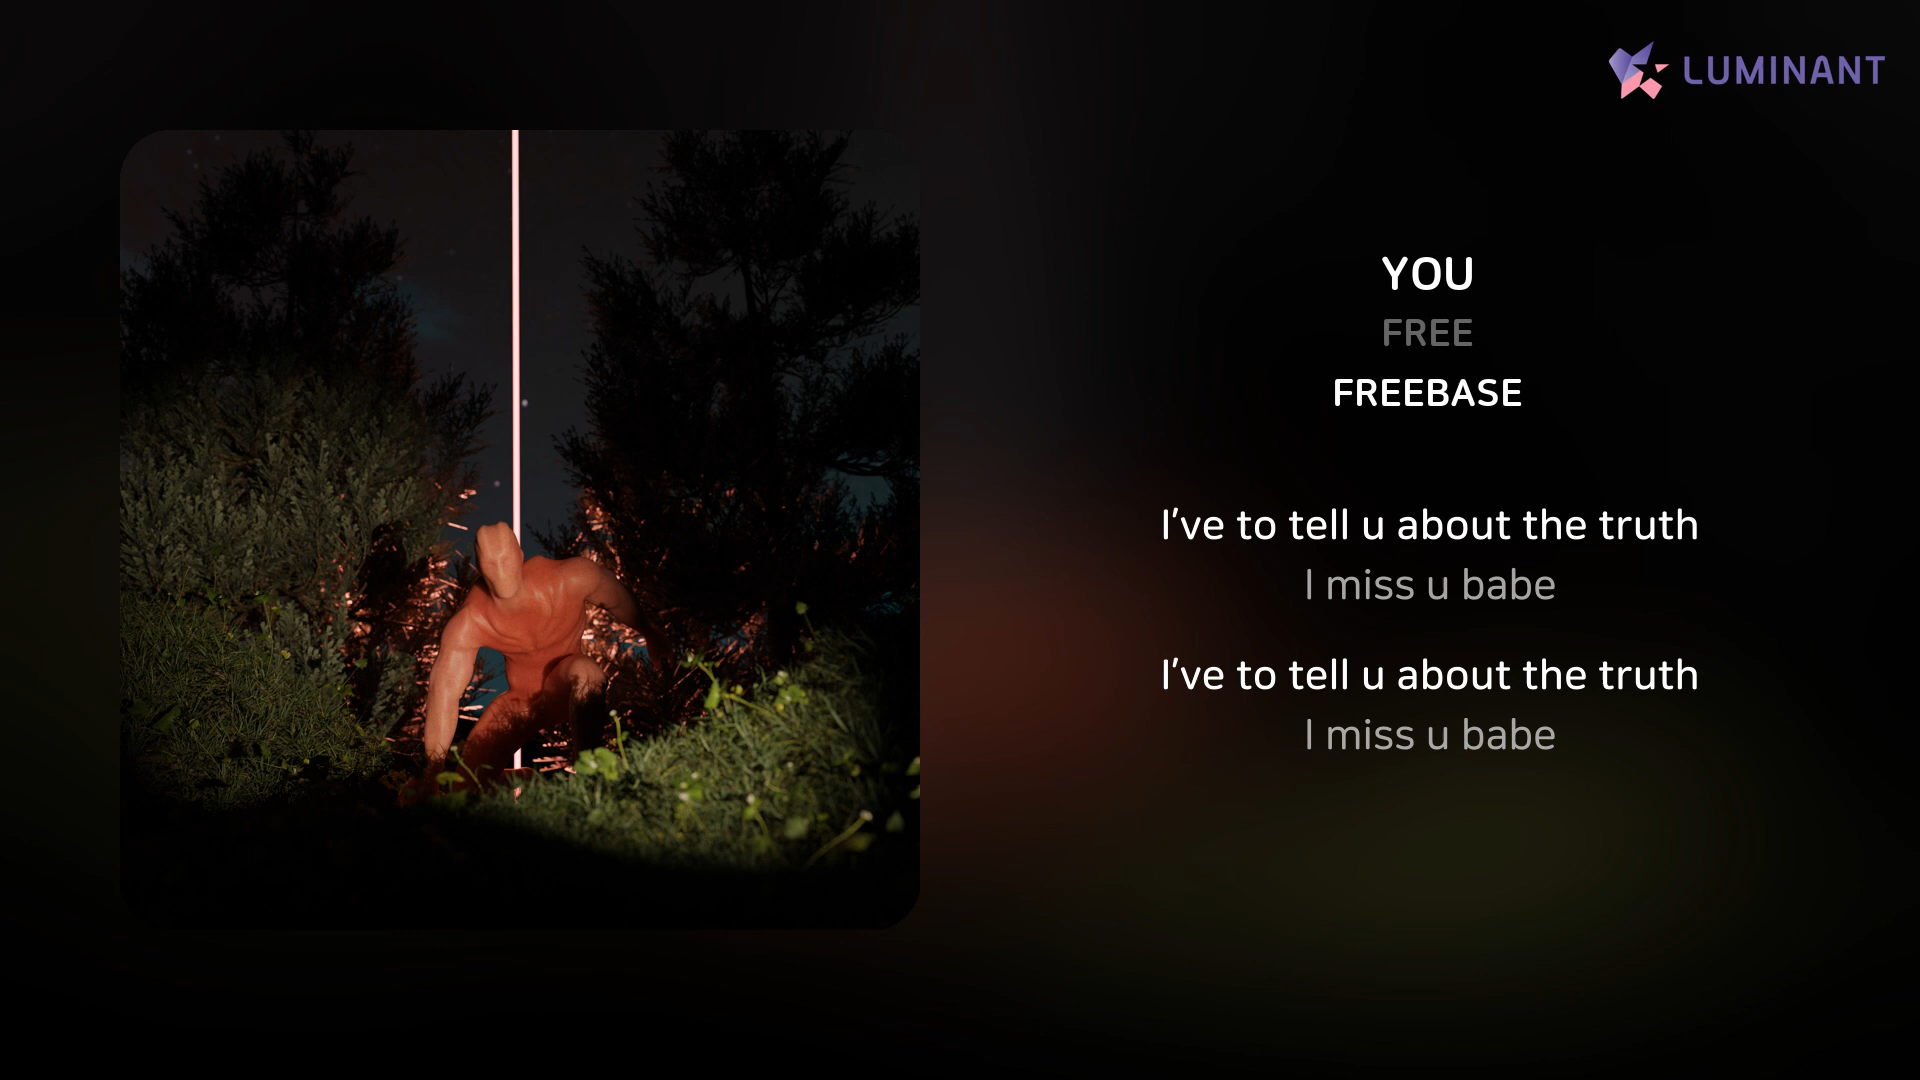 LUMINANT
YOU
FREE
FREEBASE
I've to tell u about the truth
I miss u babe
I've to tell u about the truth
I miss u babe